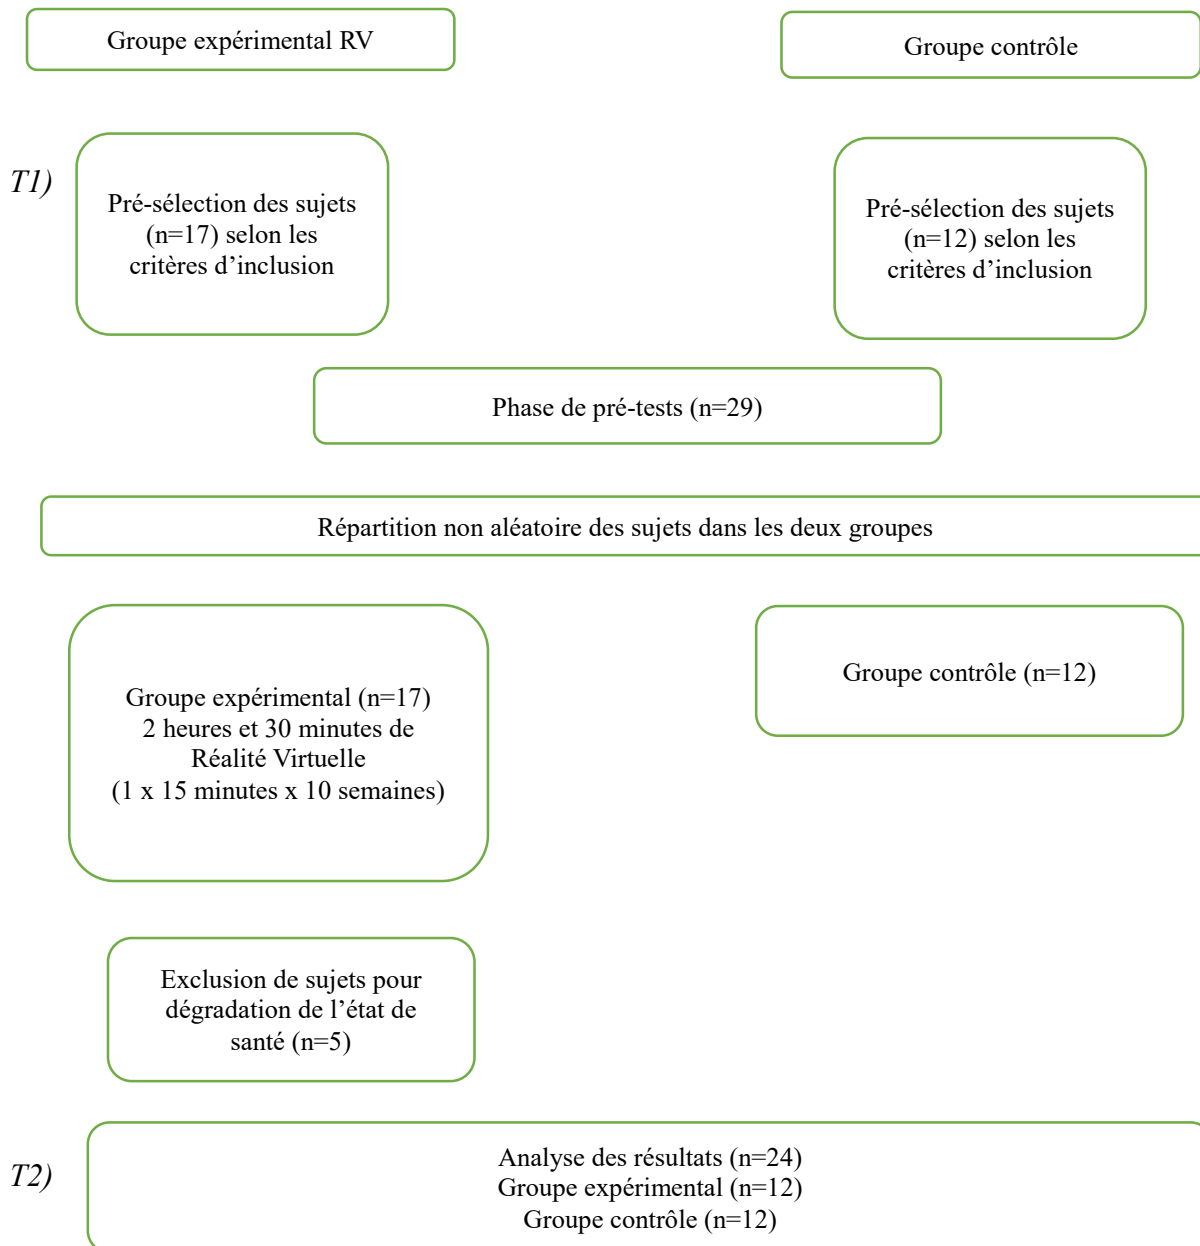 Groupe expérimental RV
Groupe contrôle
T1)
Pré-sélection des sujets
(n=17) selon les
critères d’inclusion
Pré-sélection des sujets
(n=12) selon les
critères d’inclusion
Phase de pré-tests (n=29)
Répartition non aléatoire des sujets dans les deux groupes
Groupe expérimental (n=17)
2 heures et 30 minutes de
Réalité Virtuelle
(1 x 15 minutes x 10 semaines)
Groupe contrôle (n=12)
Exclusion de sujets pour
dégradation de l’état de
santé (n=5)
T2)
Analyse des résultats (n=24)
Groupe expérimental (n=12)
Groupe contrôle (n=12)